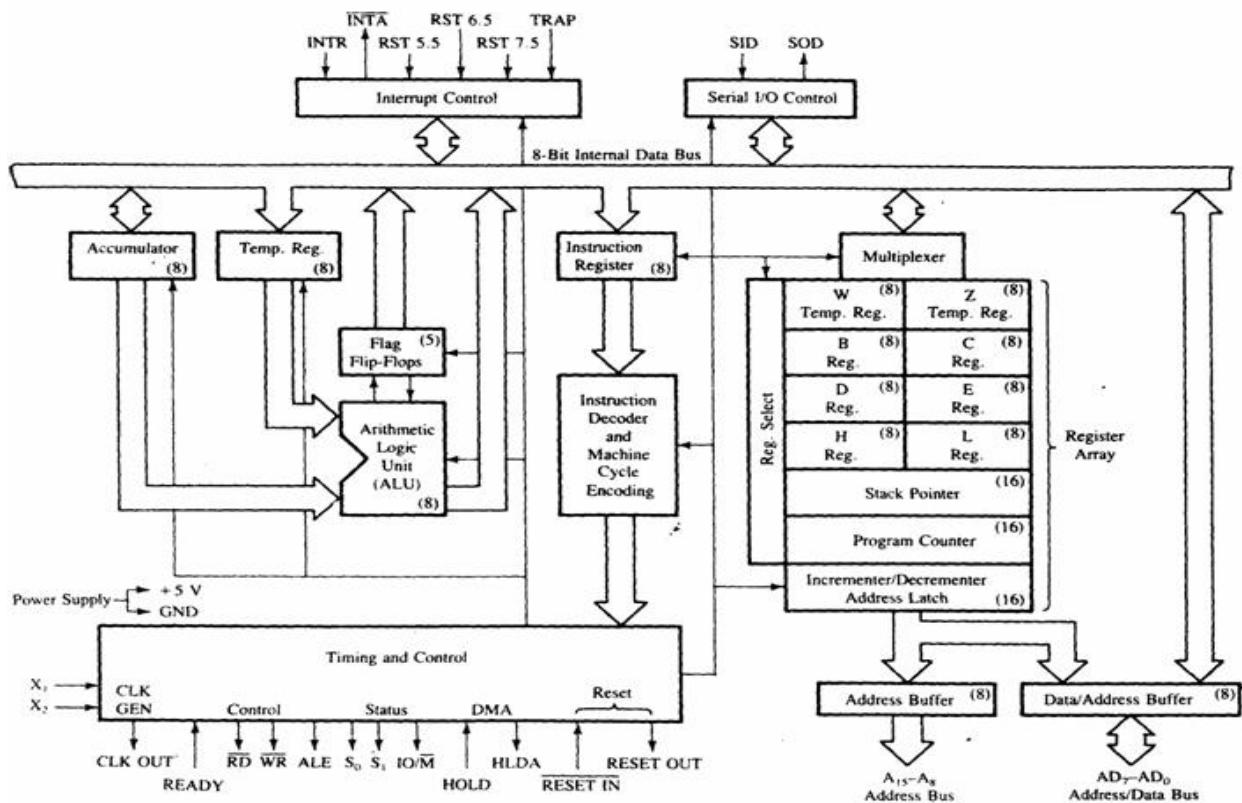 INTA RST 6.5 TRAP
INTR RST 5.5 RST 7.5 SID SOD
Interrupt Control
Serial I/O Control
8-Bit Internal Data Bus
Accumulator
(8)
Temp. Reg.
(8)
Instruction
Register (8)
Multiplexer
Flag (5)
Flip-Flops
Arithmetic
Logic
Unit
(ALU)
(8)
Instruction
Decoder
and
Machine
Cycle
Encoding
Reg. Select
W (8)
Temp. Reg.
Z (8)
Temp. Reg.
B (8)
Reg.
C (8)
Reg.
D (8)
Reg.
E (8)
Reg.
H (8)
Reg.
L (8)
Reg.
Stack Pointer (16)
Program Counter (16)
Incrementer/Decrementer
Address Latch (16)
Register
Array
Power Supply
+5 V
GND
Timing and Control
X₁
X₂
CLK
GEN
Control
Status
DMA
Reset
CLK OUT
READY
RD
WR
ALE
S₀
S₁
IO/M
HOLD
HLDA
RESET IN
RESET OUT
Address Buffer (8)
Data/Address Buffer (8)
A₁₅–A₈
Address Bus
AD₇–AD₀
Address/Data Bus